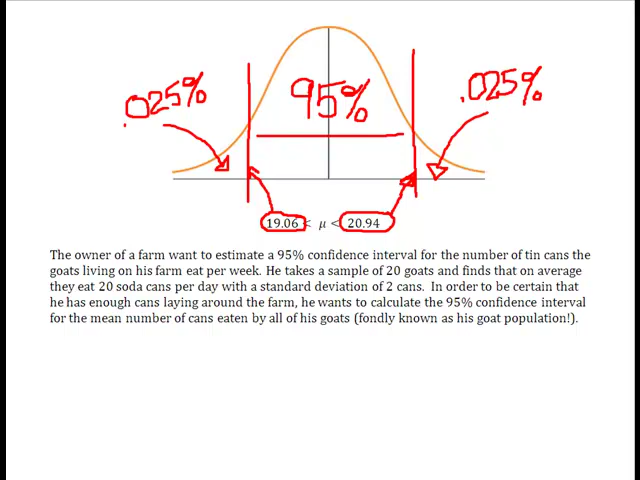 .025% 95% .025%
19.06 < μ < 20.94
The owner of a farm want to estimate a 95% confidence interval for the number of tin cans the
goats living on his farm eat per week. He takes a sample of 20 goats and finds that on average
they eat 20 soda cans per day with a standard deviation of 2 cans. In order to be certain that
he has enough cans laying around the farm, he wants to calculate the 95% confidence interval
for the mean number of cans eaten by all of his goats (fondly known as his goat population!).